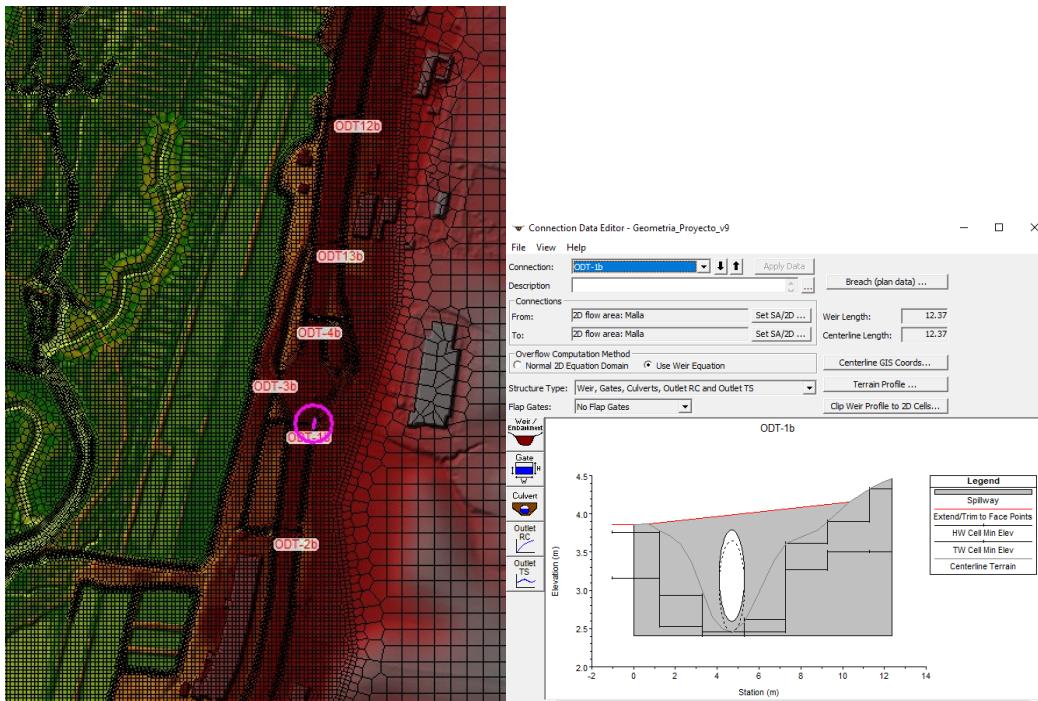 ODT12b
ODT13b
ODT-4b
ODT-3b
ODT-1b
ODT-2b
Connection Data Editor - Geometria_Proyecto_v9
File View Help
Connection: ODT-1b Apply Data
Description ... Breach (plan data) ...
Connections
From: 2D flow area: Malla Set SA/2D ... Weir Length: 12.37
To: 2D flow area: Malla Set SA/2D ... Centerline Length: 12.37
Overflow Computation Method
Normal 2D Equation Domain Use Weir Equation Centerline GIS Coords...
Structure Type: Weir, Gates, Culverts, Outlet RC and Outlet TS Terrain Profile ...
Flap Gates: No Flap Gates Clip Weir Profile to 2D Cells...
Weir / Embankment
Gate
H
W
Culvert
Outlet RC
Outlet TS
ODT-1b
4.5
4.0
3.5
3.0
2.5
2.0
Elevation (m)
-2 0 2 4 6 8 10 12 14
Station (m)
Legend
Spillway
Extend/Trim to Face Points
HW Cell Min Elev
TW Cell Min Elev
Centerline Terrain